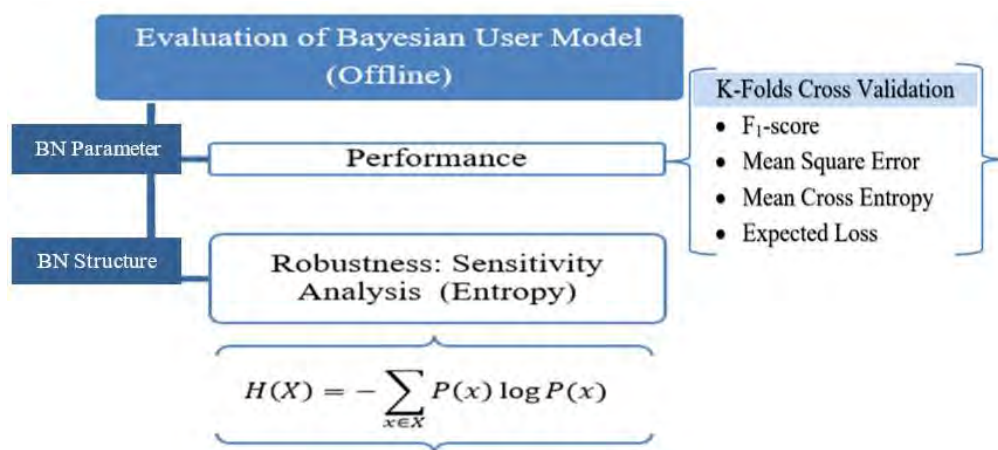 Evaluation of Bayesian User Model
(Offline)
K-Folds Cross Validation
• F₁-score
• Mean Square Error
• Mean Cross Entropy
• Expected Loss
BN Parameter
Performance
BN Structure
Robustness: Sensitivity
Analysis (Entropy)
H(X) = − ∑ P(x) log P(x)
x∈X